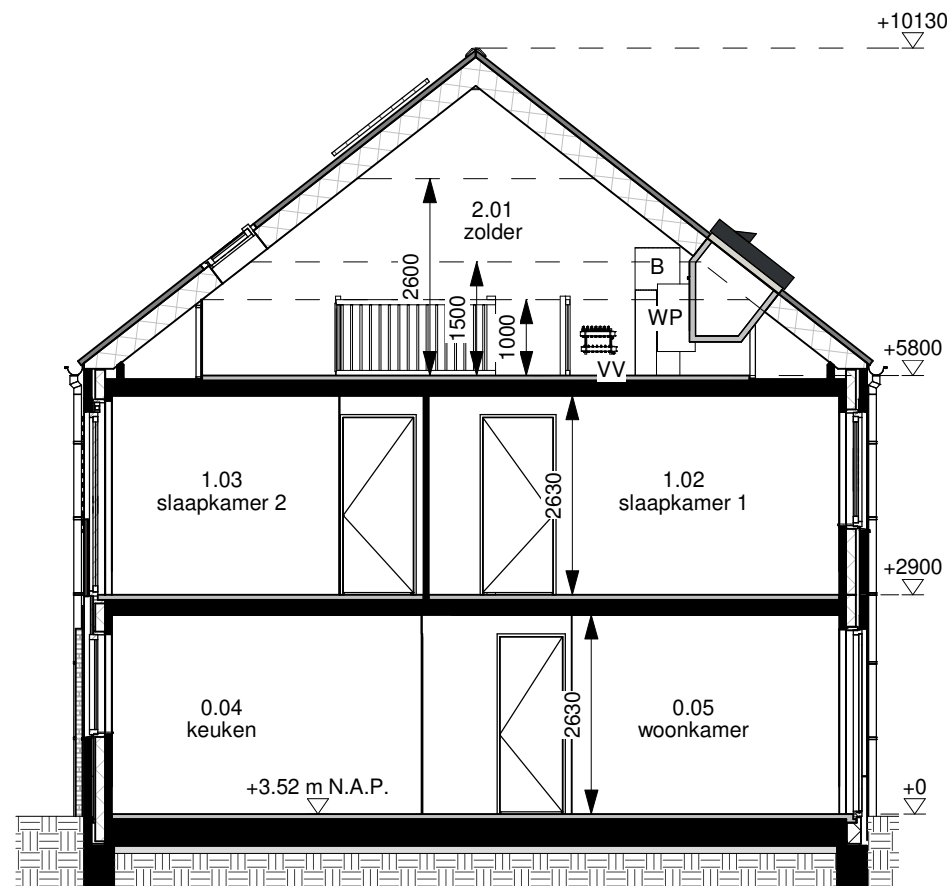 +10130
2.01
zolder
2600
1500
1000
B
WP
VV
+5800
1.03
slaapkamer 2
2630
1.02
slaapkamer 1
+2900
0.04
keuken
2630
0.05
woonkamer
+3.52 m N.A.P.
+0